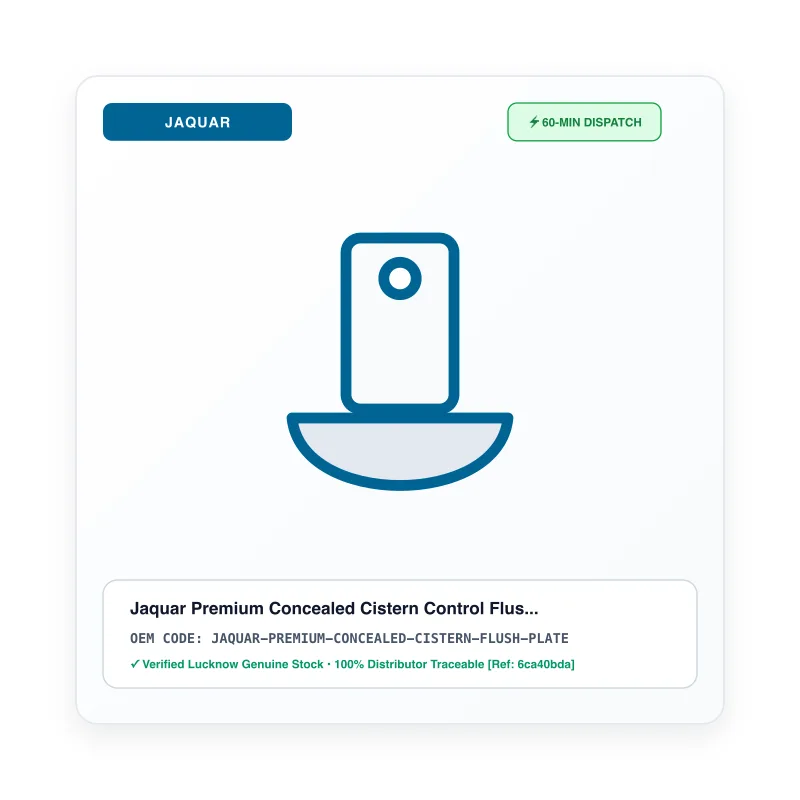 JAQUAR
⚡ 60-MIN DISPATCH
Jaquar Premium Concealed Cistern Control Flus...
OEM CODE: JAQUAR-PREMIUM-CONCEALED-CISTERN-FLUSH-PLATE
✓ Verified Lucknow Genuine Stock · 100% Distributor Traceable [Ref: 6ca40bda]